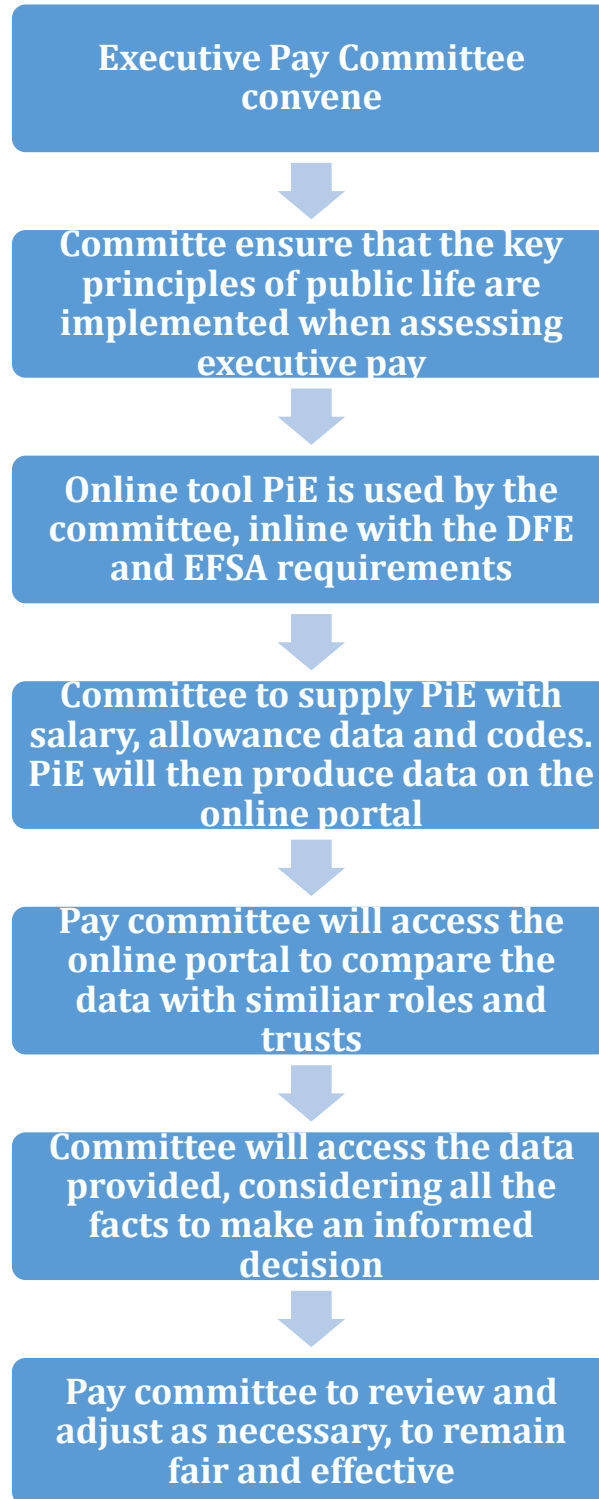 Executive Pay Committee
convene
Committe ensure that the key
principles of public life are
implemented when assessing
executive pay
Online tool PiE is used by the
committee, inline with the DFE
and EFSA requirements
Committee to supply PiE with
salary, allowance data and codes.
PiE will then produce data on the
online portal
Pay committee will access the
online portal to compare the
data with similiar roles and
trusts
Committee will access the data
provided, considering all the
facts to make an informed
decision
Pay committee to review and
adjust as necessary, to remain
fair and effective